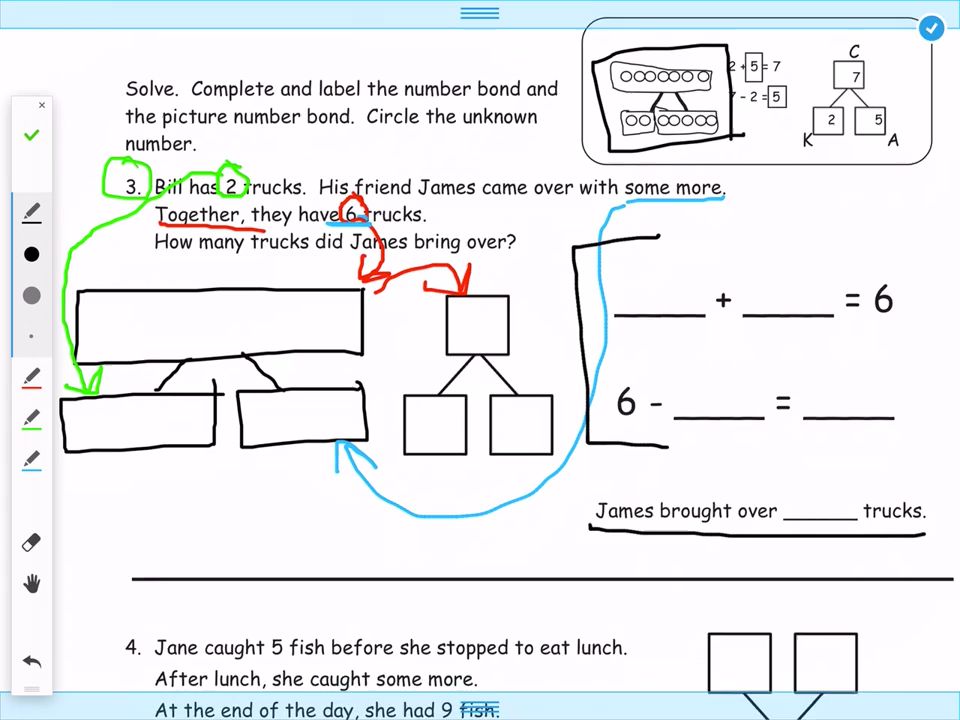 Solve. Complete and label the number bond and
the picture number bond. Circle the unknown
number.
2 + 5 = 7
7 - 2 = 5
C
7
2
5
K
A
3. Bill has 2 trucks. His friend James came over with some more.
Together, they have 6 trucks.
How many trucks did James bring over?
_____ + _____ = 6
6 - _____ = _____
James brought over ______ trucks.
4. Jane caught 5 fish before she stopped to eat lunch.
After lunch, she caught some more.
At the end of the day, she had 9 fish.